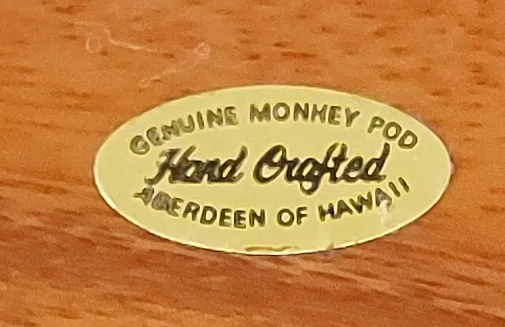 GENUINE MONKEY POD
Hand Crafted
ABERDEEN OF HAWAII